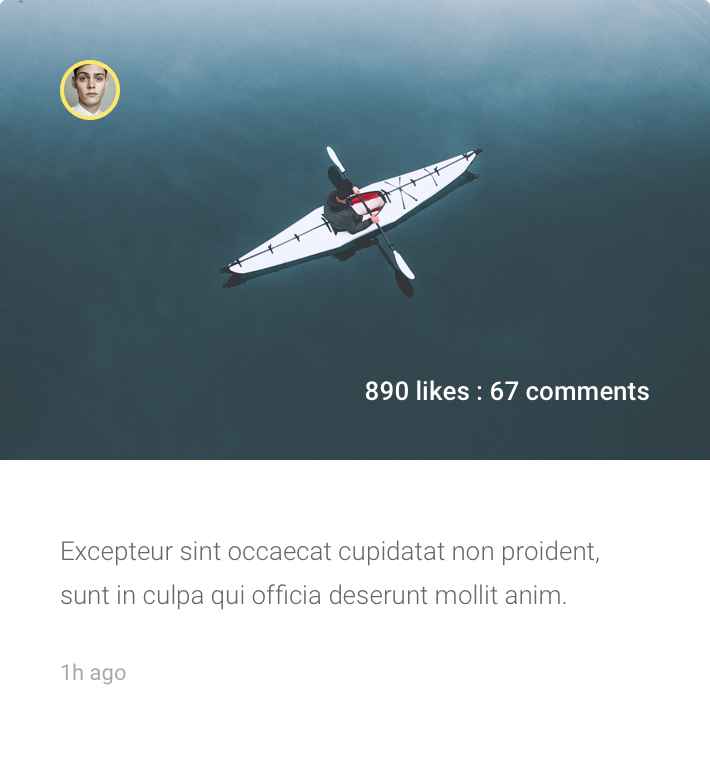 890 likes : 67 comments
Excepteur sint occaecat cupidatat non proident,
sunt in culpa qui officia deserunt mollit anim.
1h ago